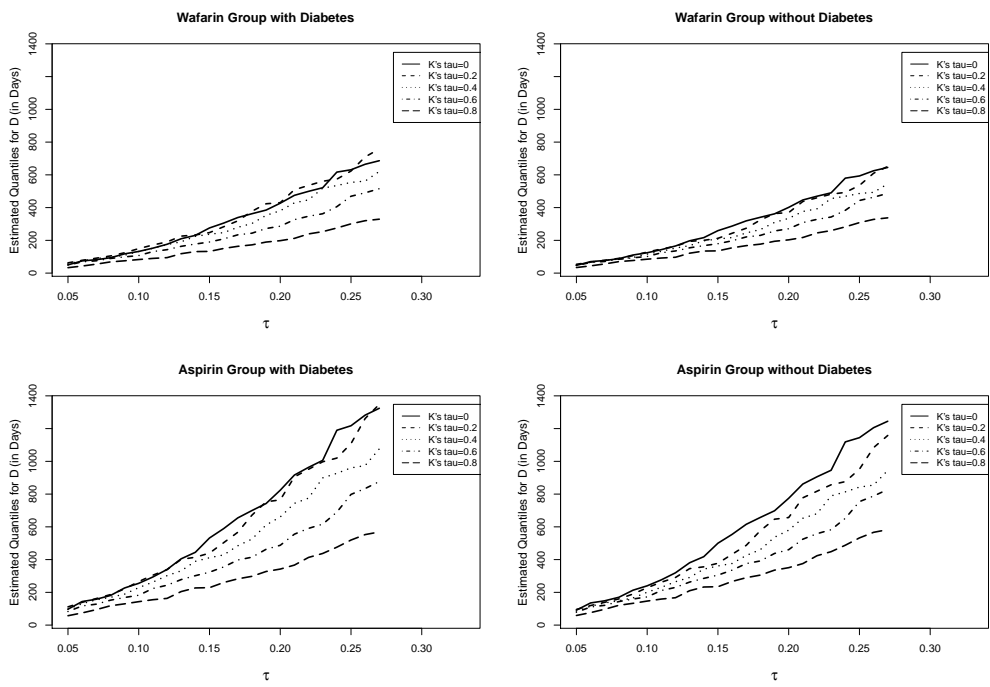 Wafarin Group with Diabetes
Estimated Quantiles for D (in Days)
1400
1000
800
600
400
200
0
K's tau=0
K's tau=0.2
K's tau=0.4
K's tau=0.6
K's tau=0.8
0.05 0.10 0.15 0.20 0.25 0.30
τ
Wafarin Group without Diabetes
Estimated Quantiles for D (in Days)
1400
1000
800
600
400
200
0
K's tau=0
K's tau=0.2
K's tau=0.4
K's tau=0.6
K's tau=0.8
0.05 0.10 0.15 0.20 0.25 0.30
τ
Aspirin Group with Diabetes
Estimated Quantiles for D (in Days)
1400
1000
800
600
400
200
0
K's tau=0
K's tau=0.2
K's tau=0.4
K's tau=0.6
K's tau=0.8
0.05 0.10 0.15 0.20 0.25 0.30
τ
Aspirin Group without Diabetes
Estimated Quantiles for D (in Days)
1400
1000
800
600
400
200
0
K's tau=0
K's tau=0.2
K's tau=0.4
K's tau=0.6
K's tau=0.8
0.05 0.10 0.15 0.20 0.25 0.30
τ